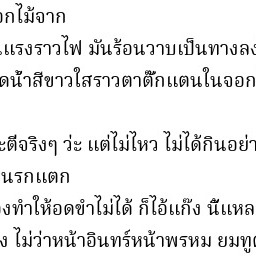 อกไม้จาก
แรงราวไฟ มันร้อนวาบเป็นทางลง
ดน้ำสีขาวใสราวตาตั๊กแตนในจอก
ะตีจริงๆ ว่ะ แต่ไม่ไหว ไม่ได้กินอย่า
นรกแตก
งทำให้อดขำไม่ได้ ก็ไอ้แก๊ง นี่แหล
ง ไม่ว่าหน้าอินทร์หน้าพรหม ยมทูต